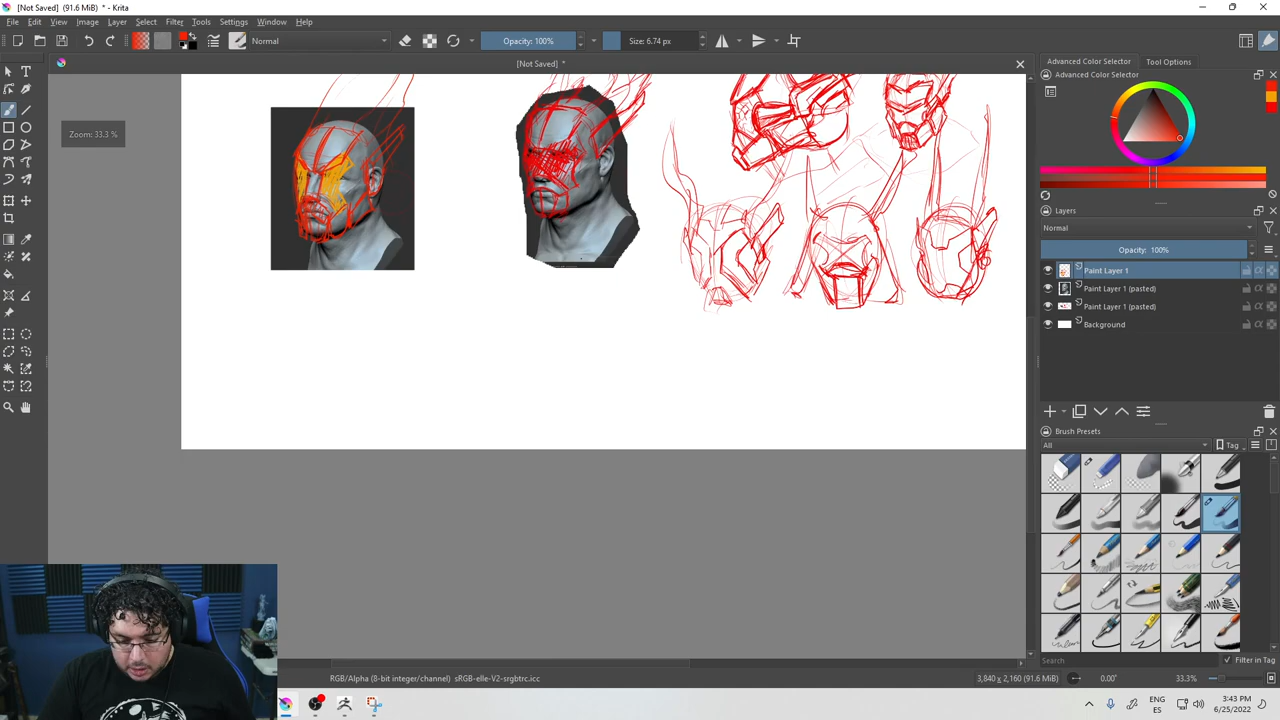 [Not Saved] (91.6 MiB) * - Krita
File Edit View Image Layer Select Filter Tools Settings Window Help
Normal
Opacity: 100%
Size: 6.74 px
[Not Saved] *
Zoom: 33.3 %
Advanced Color Selector
Tool Options
Advanced Color Selector
Layers
Normal
Opacity: 100%
Paint Layer 1
Paint Layer 1 (pasted)
Paint Layer 1 (pasted)
Background
Brush Presets
All
Tag
Search
Filter in Tag
RGB/Alpha (8-bit integer/channel) sRGB-elle-V2-srgbtrc.icc
3,840 x 2,160 (91.6 MiB)
0.00°
33.3%
ENG
ES
3:43 PM
6/25/2022